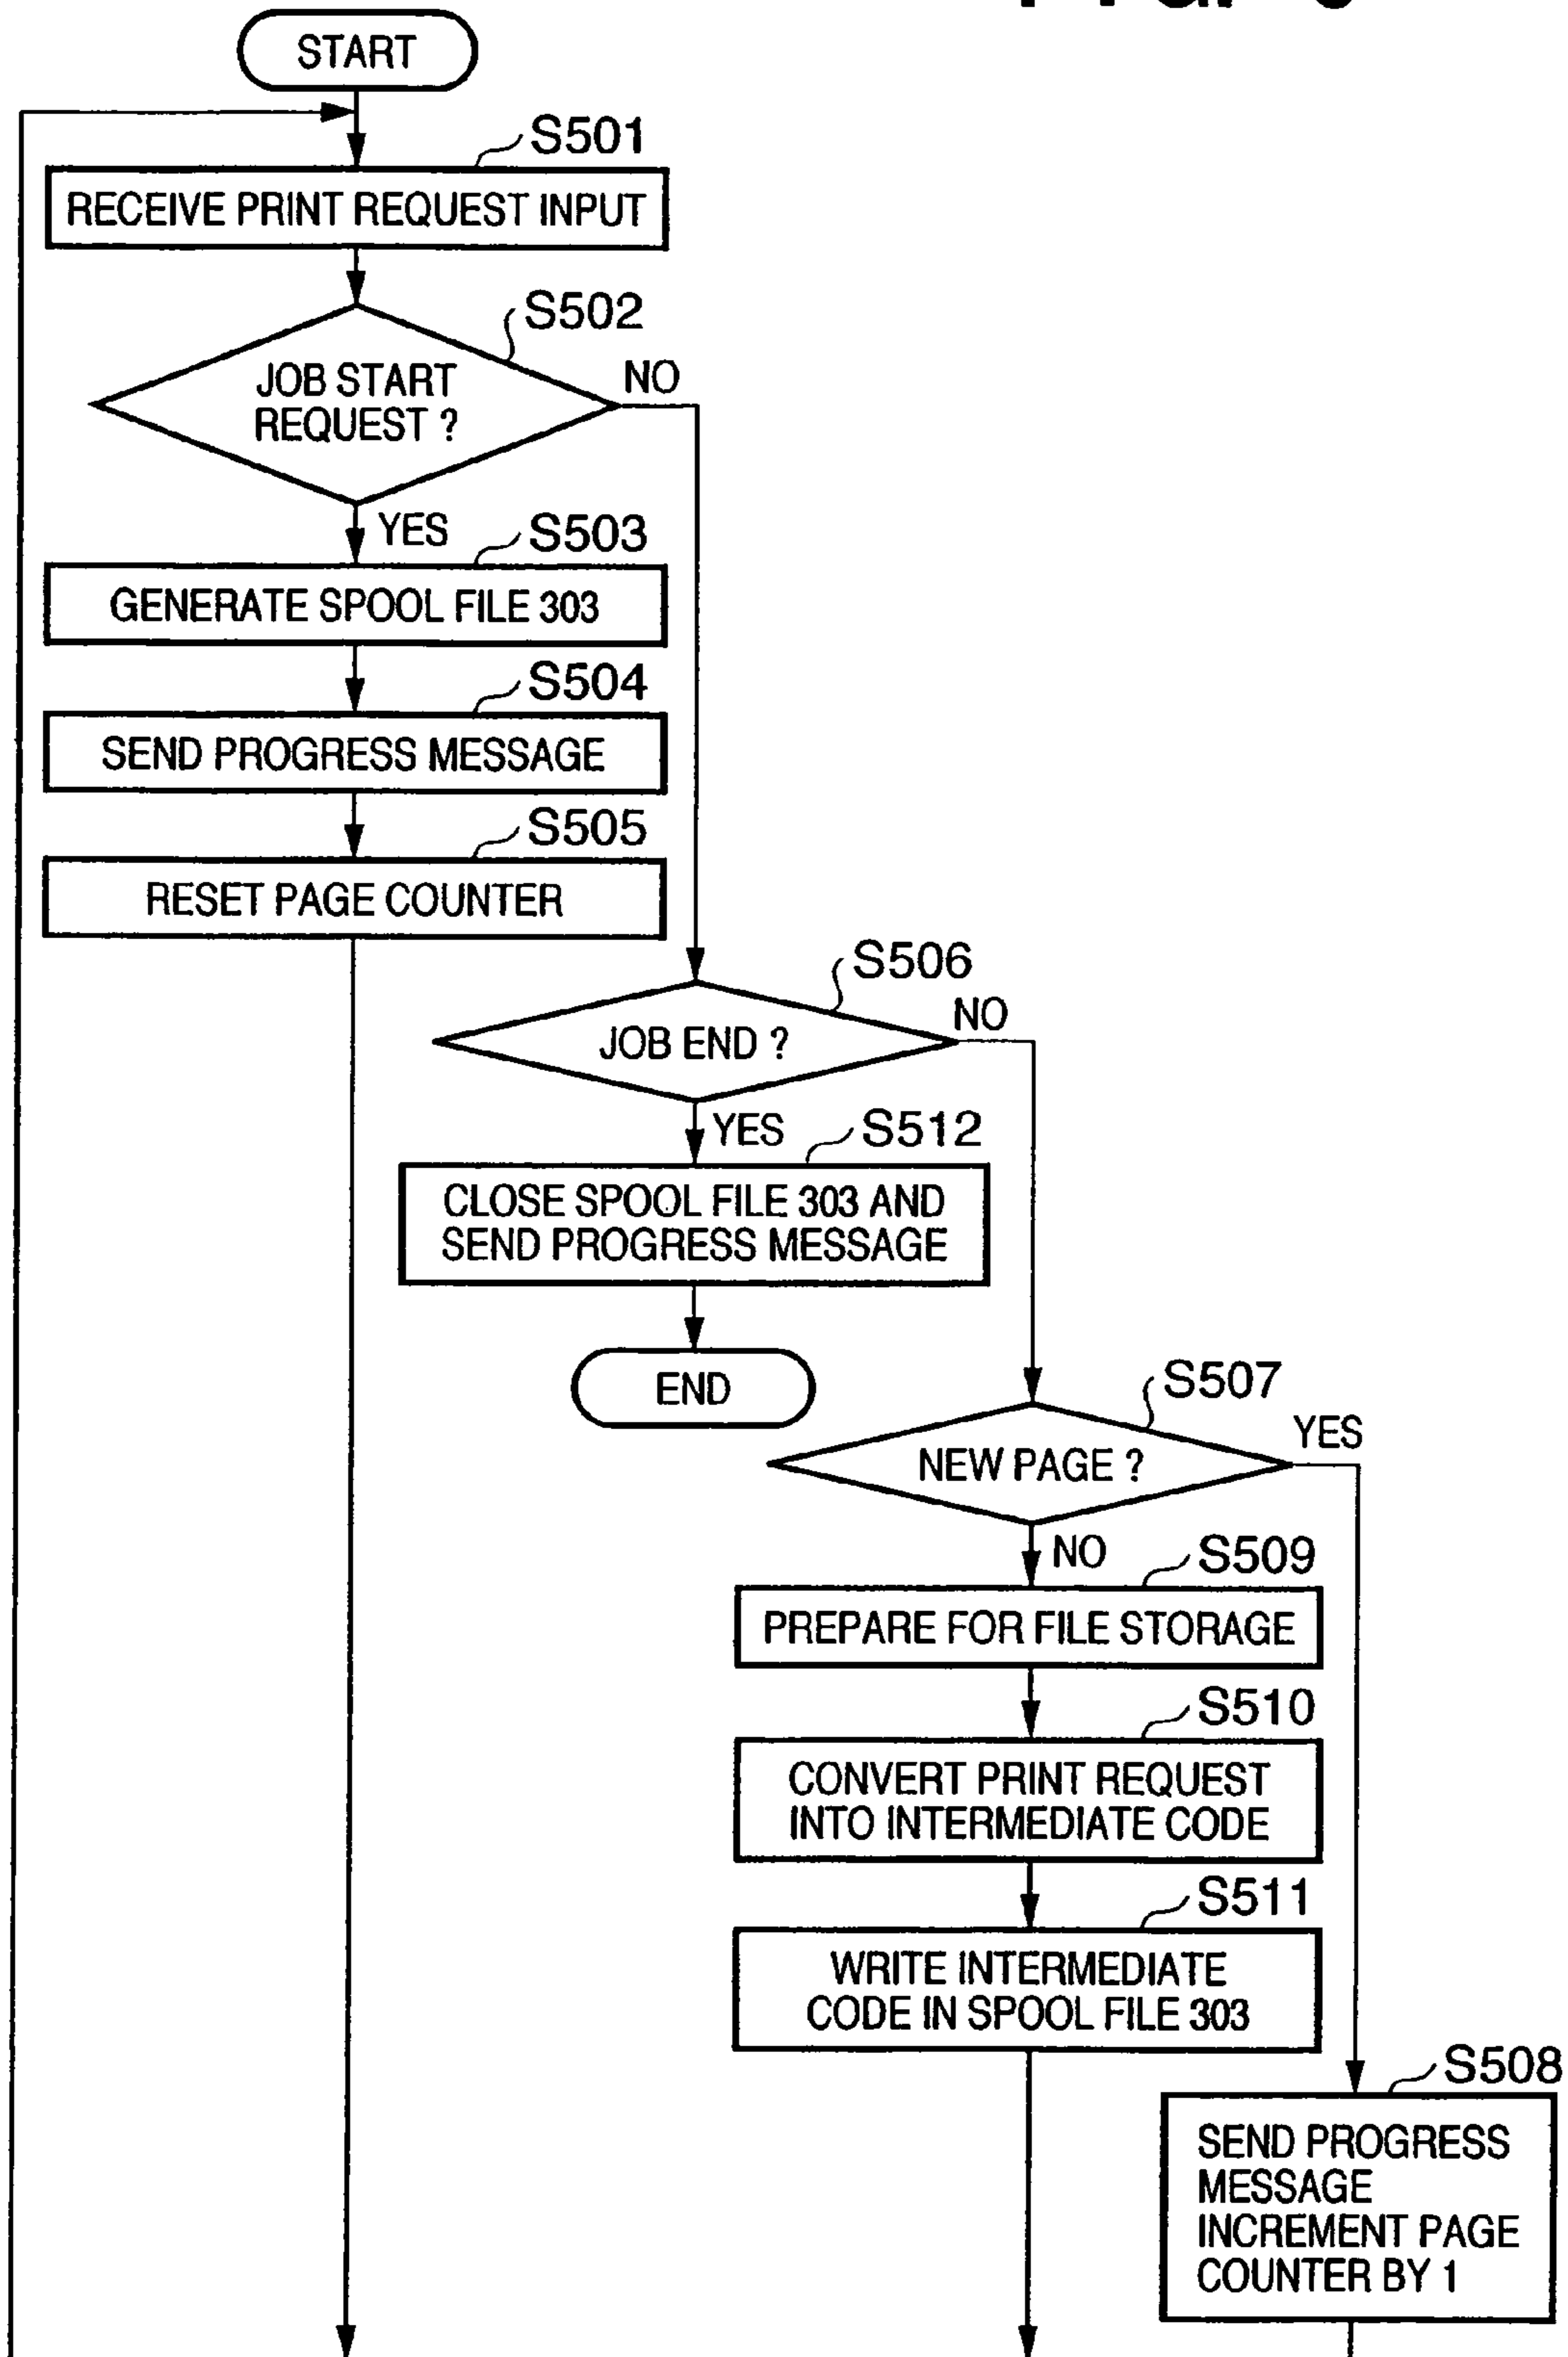 START
S501
RECEIVE PRINT REQUEST INPUT
S502
JOB START
REQUEST ?
NO
YES
S503
GENERATE SPOOL FILE 303
S504
SEND PROGRESS MESSAGE
S505
RESET PAGE COUNTER
S506
JOB END ?
NO
YES
S512
CLOSE SPOOL FILE 303 AND
SEND PROGRESS MESSAGE
END
S507
NEW PAGE ?
YES
NO
S509
PREPARE FOR FILE STORAGE
S510
CONVERT PRINT REQUEST
INTO INTERMEDIATE CODE
S511
WRITE INTERMEDIATE
CODE IN SPOOL FILE 303
S508
SEND PROGRESS
MESSAGE
INCREMENT PAGE
COUNTER BY 1